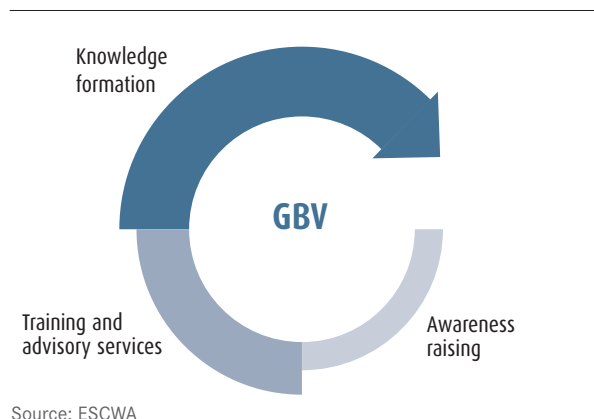 Knowledge
formation
GBV
Training and
advisory services
Awareness
raising
Source: ESCWA